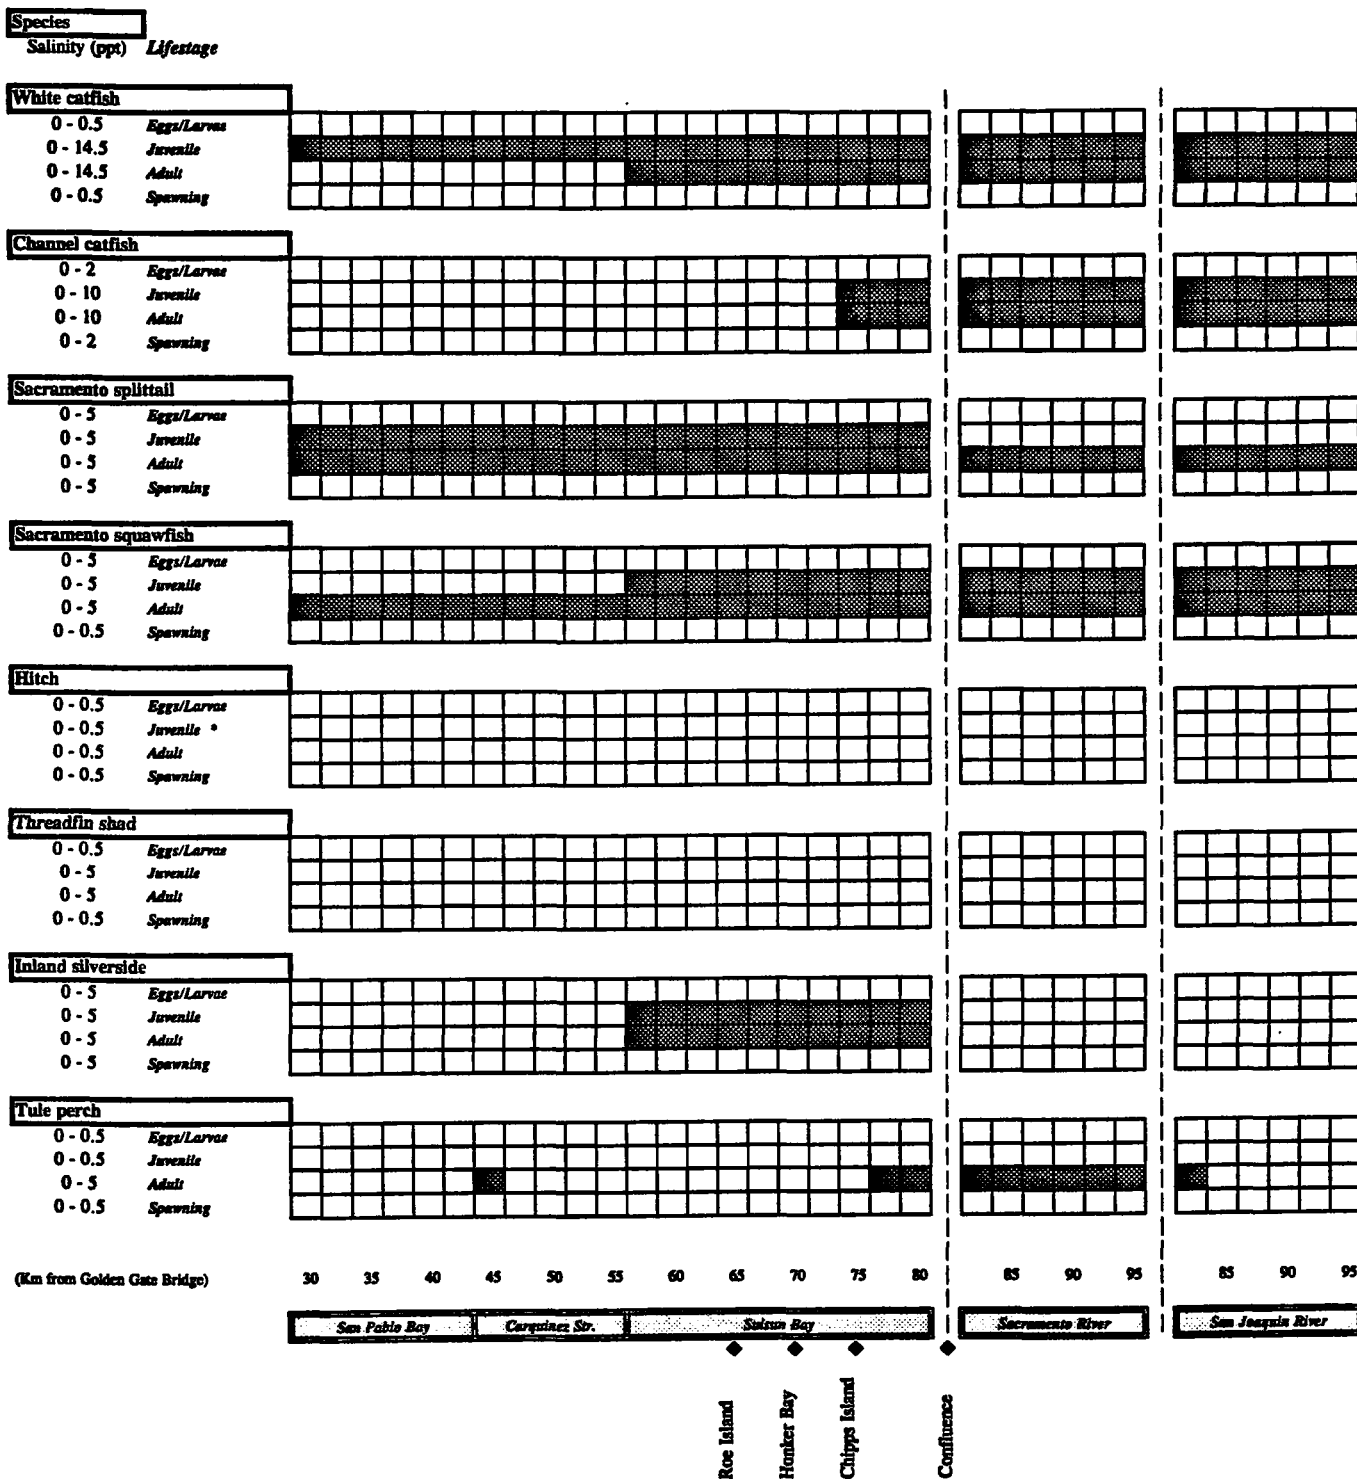 Species
Salinity (ppt) Lifestage
White catfish
0 - 0.5 Eggs/Larvae
0 - 14.5 Juvenile
0 - 14.5 Adult
0 - 0.5 Spawning
Channel catfish
0 - 2 Eggs/Larvae
0 - 10 Juvenile
0 - 10 Adult
0 - 2 Spawning
Sacramento splittail
0 - 5 Eggs/Larvae
0 - 5 Juvenile
0 - 5 Adult
0 - 5 Spawning
Sacramento squawfish
0 - 5 Eggs/Larvae
0 - 5 Juvenile
0 - 5 Adult
0 - 0.5 Spawning
Hitch
0 - 0.5 Eggs/Larvae
0 - 0.5 Juvenile *
0 - 0.5 Adult
0 - 0.5 Spawning
Threadfin shad
0 - 0.5 Eggs/Larvae
0 - 5 Juvenile
0 - 5 Adult
0 - 0.5 Spawning
Inland silverside
0 - 5 Eggs/Larvae
0 - 5 Juvenile
0 - 5 Adult
0 - 5 Spawning
Tule perch
0 - 0.5 Eggs/Larvae
0 - 0.5 Juvenile
0 - 5 Adult
0 - 0.5 Spawning
(Km from Golden Gate Bridge) 30 35 40 45 50 55 60 65 70 75 80 85 90 95 85 90 95
San Pablo Bay Carquinez Str. Suisun Bay Sacramento River San Joaquin River
Roe Island
Honker Bay
Chipps Island
Confluence